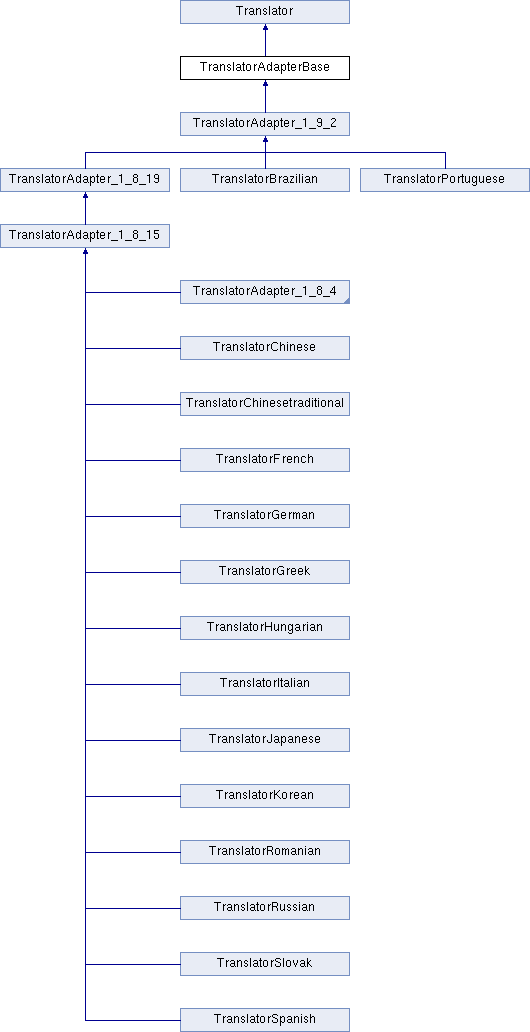 Translator
TranslatorAdapterBase
TranslatorAdapter_1_9_2
TranslatorAdapter_1_8_19
TranslatorBrazilian
TranslatorPortuguese
TranslatorAdapter_1_8_15
TranslatorAdapter_1_8_4
TranslatorChinese
TranslatorChinesetraditional
TranslatorFrench
TranslatorGerman
TranslatorGreek
TranslatorHungarian
TranslatorItalian
TranslatorJapanese
TranslatorKorean
TranslatorRomanian
TranslatorRussian
TranslatorSlovak
TranslatorSpanish